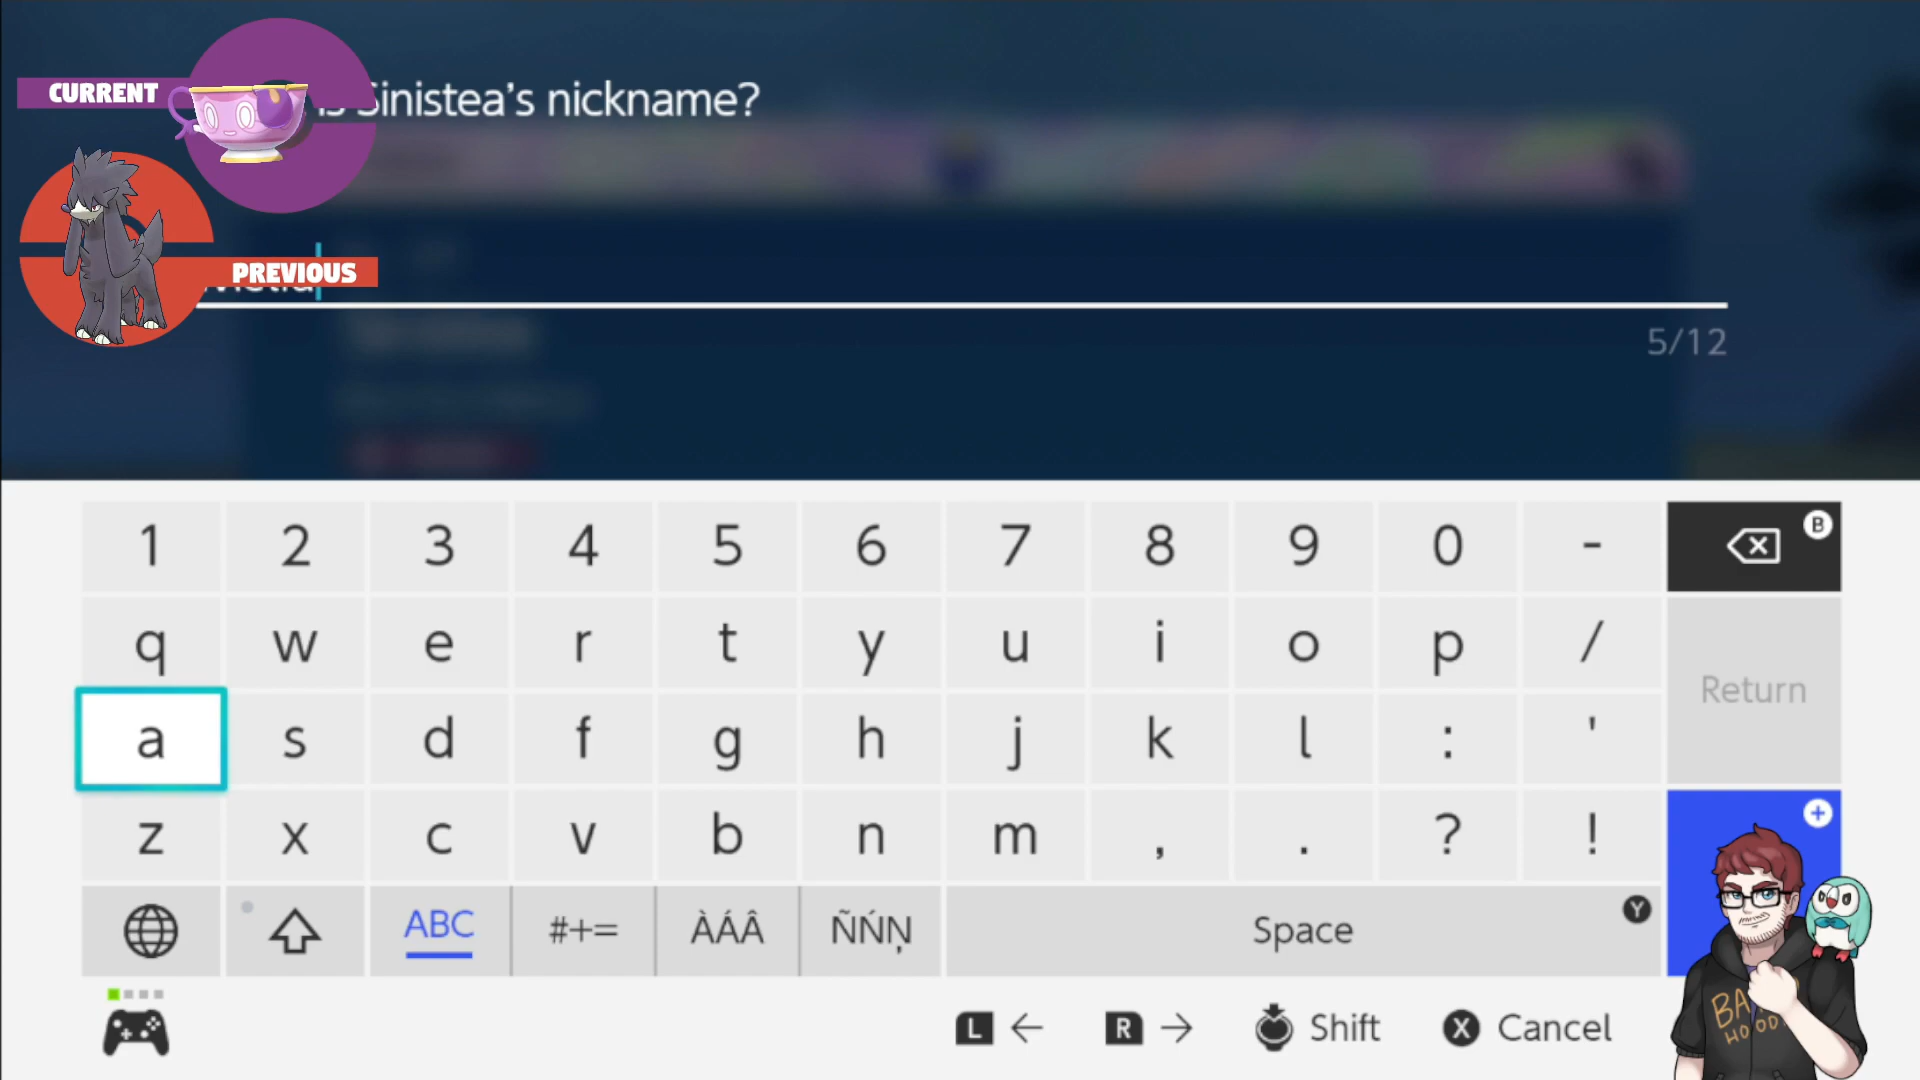 CURRENT
is Sinistea's nickname?
PREVIOUS
5/12
1 2 3 4 5 6 7 8 9 0 - B
q w e r t y u i o p /
Return
a s d f g h j k l : '
z x c v b n m , . ? ! +
ABC #+= ÀÁÂ ÑŃŅ Space Y
L ← R → Shift X Cancel